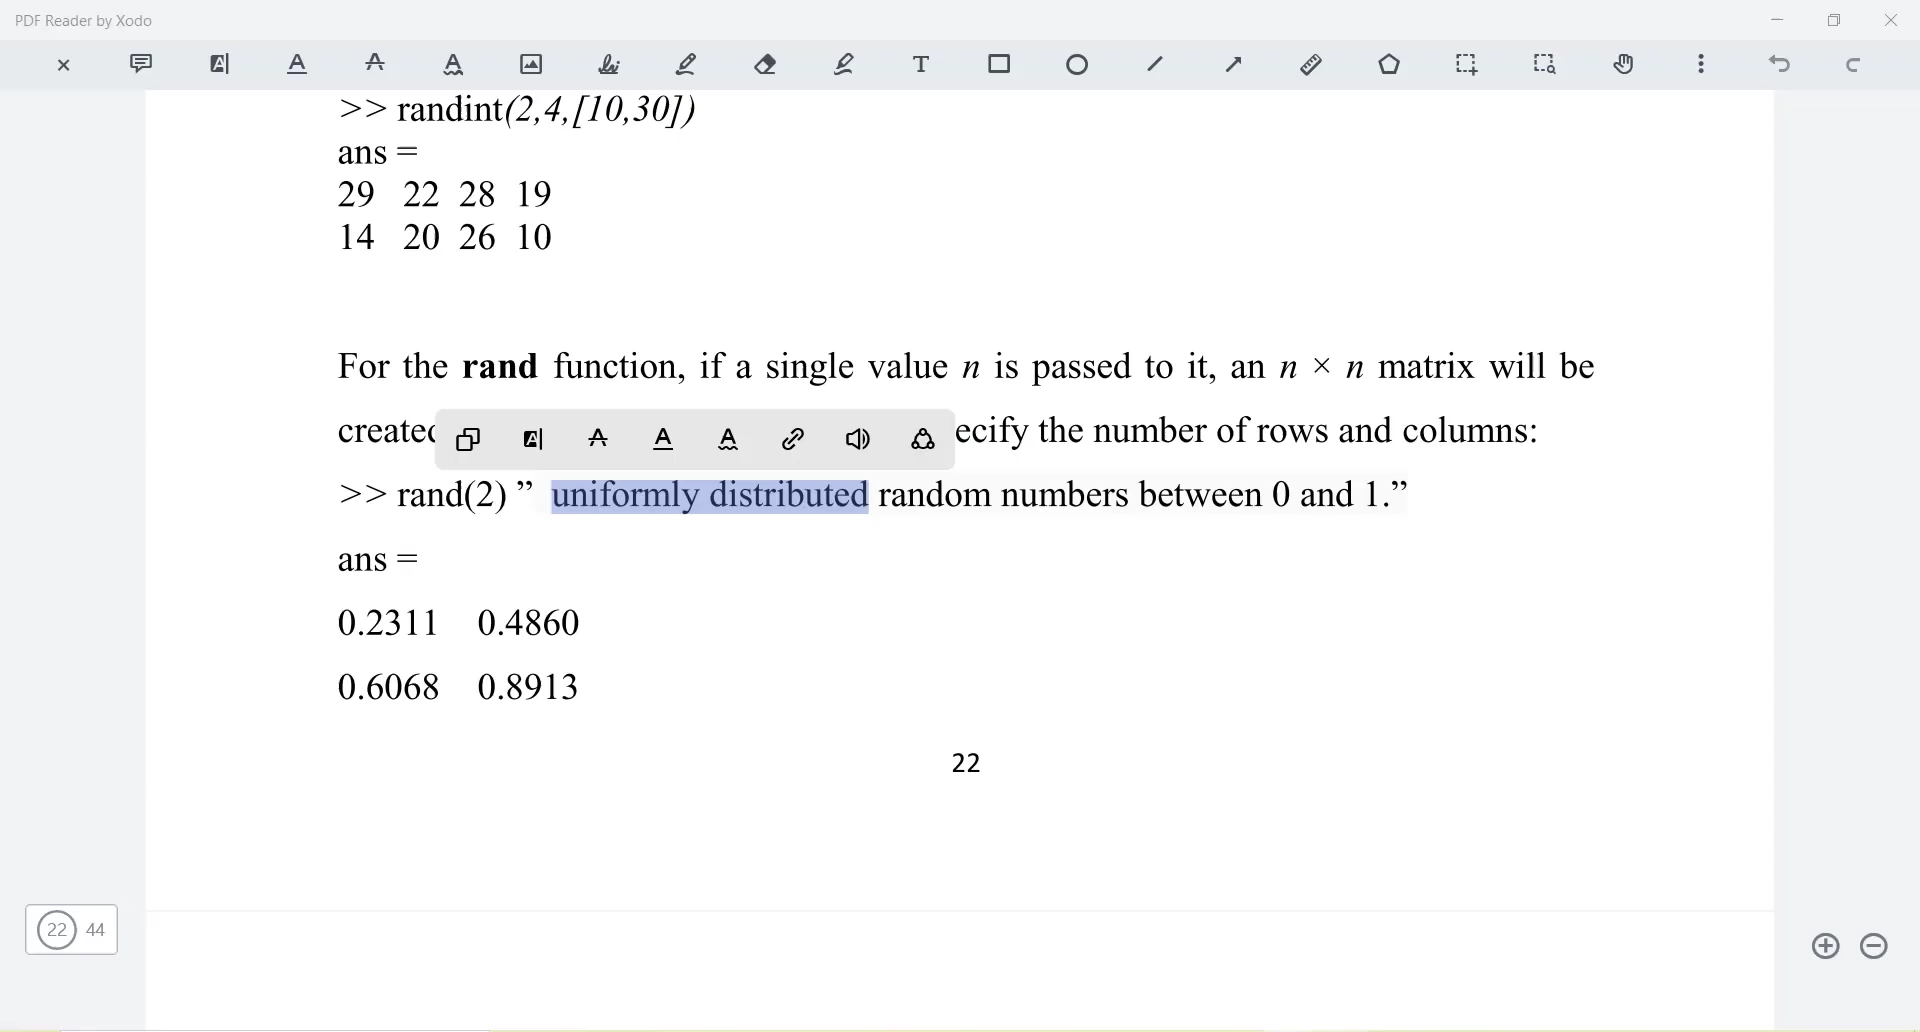 PDF Reader by Xodo
>> randint(2,4,[10,30])
ans =
29 22 28 19
14 20 26 10
For the rand function, if a single value n is passed to it, an n × n matrix will be
created ecify the number of rows and columns:
>> rand(2) ” uniformly distributed random numbers between 0 and 1.”
ans =
0.2311 0.4860
0.6068 0.8913
22
22 44